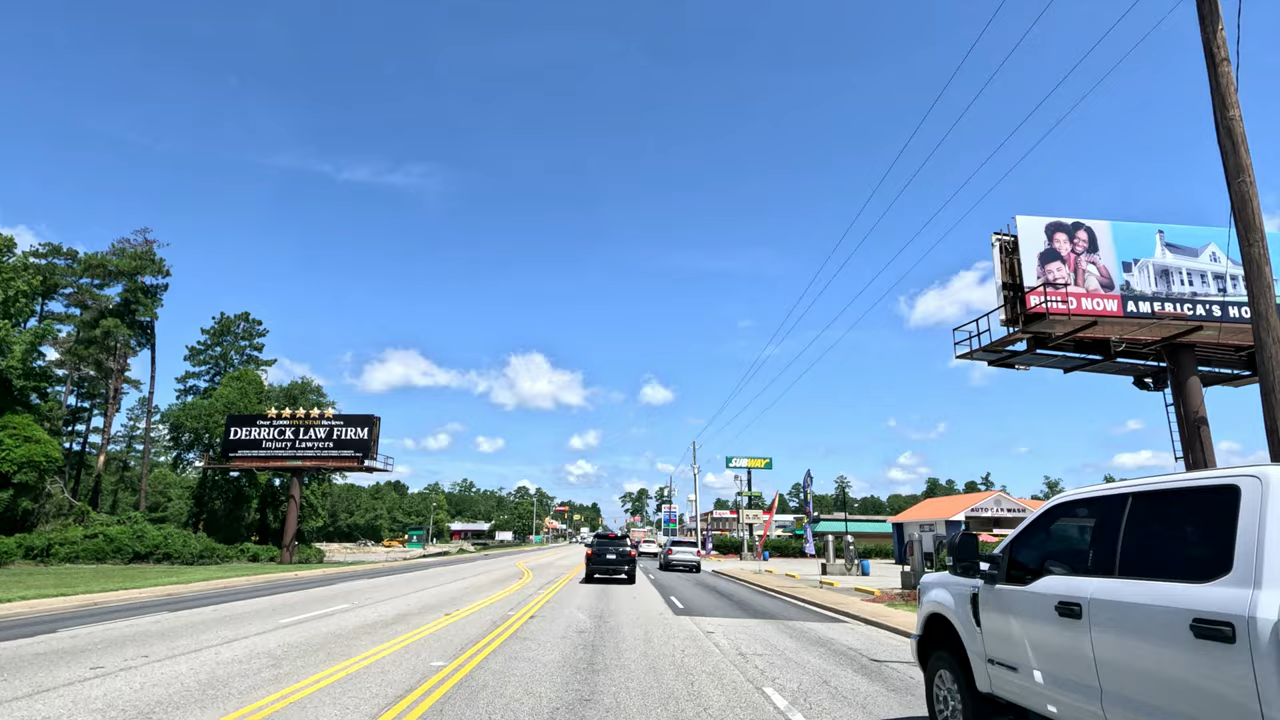 Over 2,000 FIVE STAR Reviews
DERRICK LAW FIRM
Injury Lawyers
SUBWAY
BUILD NOW
AMERICA'S HO
AUTO CAR WASH